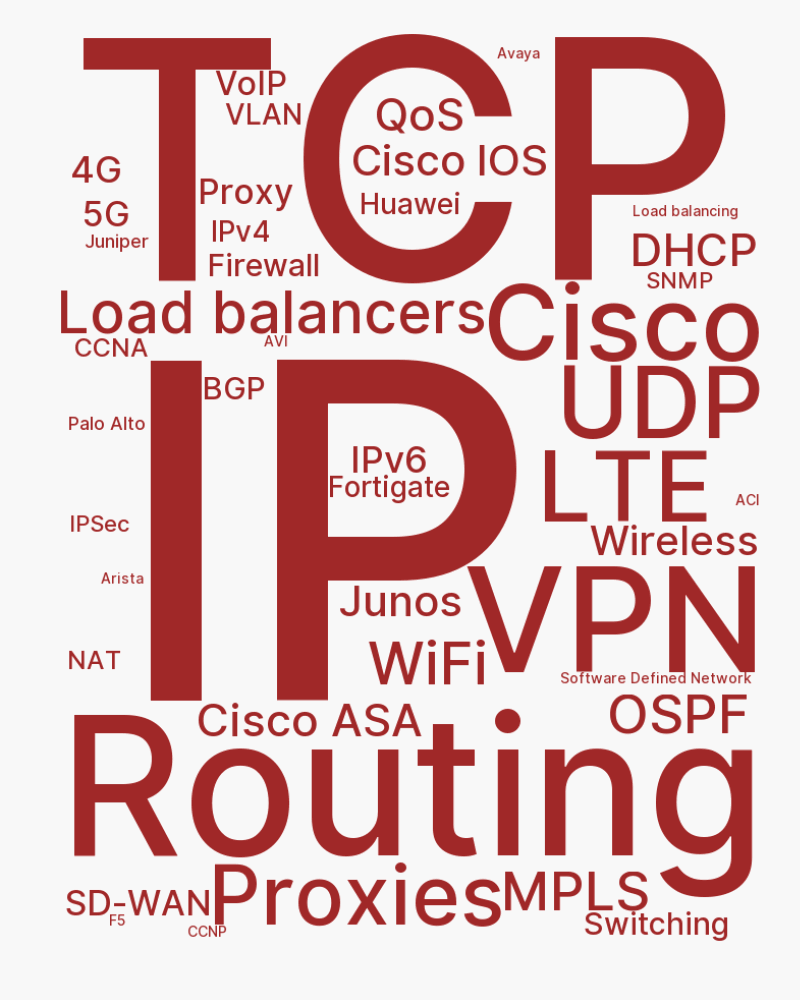 TCP
Avaya
VoIP
VLAN
QoS
Cisco IOS
4G
Proxy
Huawei
5G
Load balancing
IPv4
Juniper
DHCP
Firewall
SNMP
Load balancers
Cisco
AVI
CCNA
IP
BGP
UDP
Palo Alto
IPv6
Fortigate
LTE
ACI
IPSec
Wireless
Arista
Junos
VPN
NAT
WiFi
Software Defined Network
Cisco ASA
OSPF
Routing
Proxies
MPLS
SD-WAN
F5
CCNP
Switching